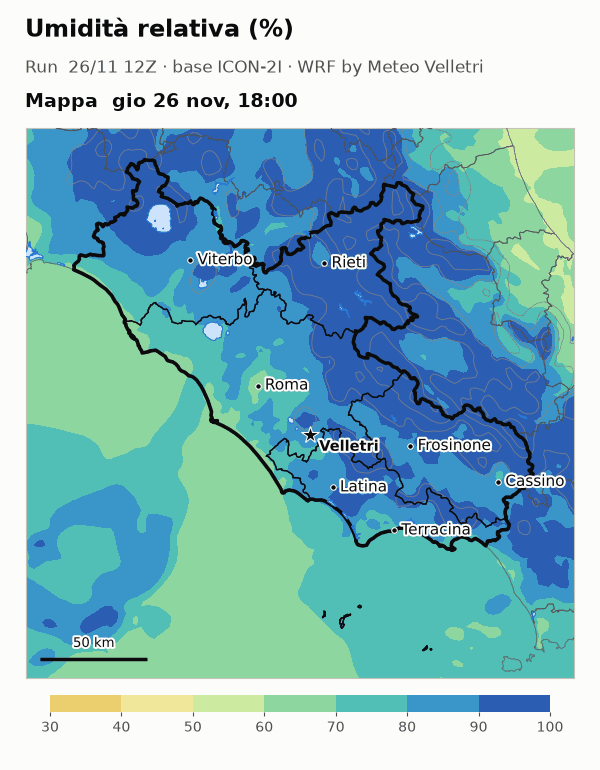 Umidità relativa (%)
Run  26/11 12Z · base ICON-2I · WRF by Meteo Velletri
Mappa  gio 26 nov, 18:00
Viterbo
Rieti
Roma
Velletri
Frosinone
Latina
Cassino
Terracina
50 km
30 40 50 60 70 80 90 100